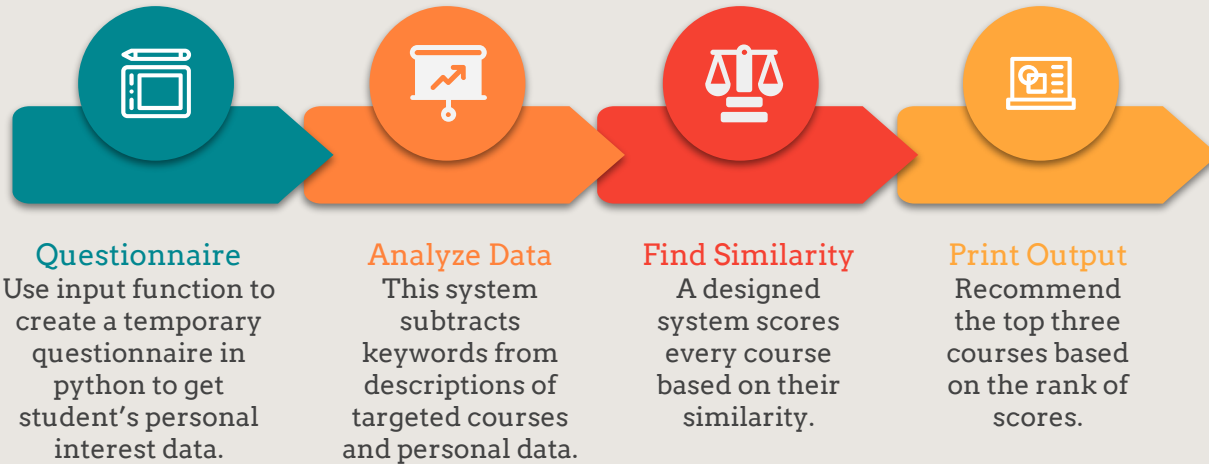 Questionnaire
Use input function to
create a temporary
questionnaire in
python to get
student's personal
interest data.
Analyze Data
This system
subtracts
keywords from
descriptions of
targeted courses
and personal data.
Find Similarity
A designed
system scores
every course
based on their
similarity.
Print Output
Recommend
the top three
courses based
on the rank of
scores.